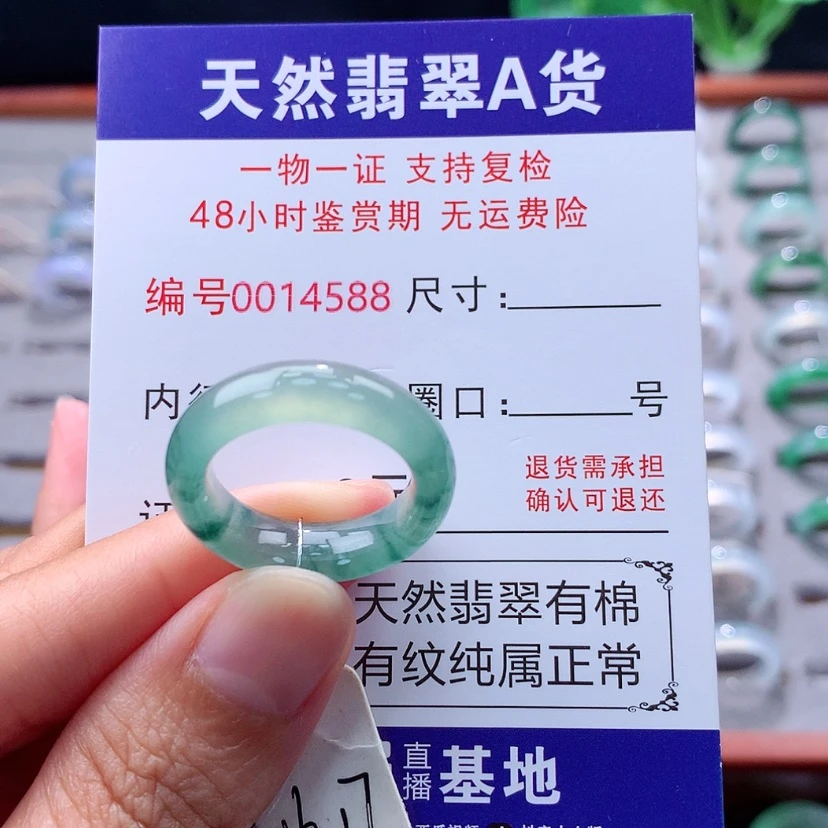 天然翡翠A货
一物一证 支持复检
48小时鉴赏期 无运费险
编号0014588 尺寸:
内 圈口: 号
退货需承担
确认可退还
天然翡翠有棉
有纹纯属正常
直播 基地